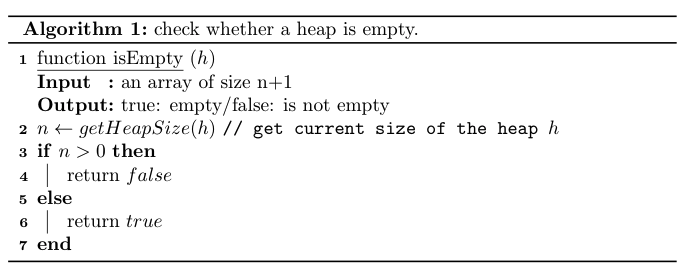 Algorithm 1: check whether a heap is empty.
1 function isEmpty (h)
Input : an array of size n+1
Output: true: empty/false: is not empty
2 n ← getHeapSize(h) // get current size of the heap h
3 if n > 0 then
4 return false
5 else
6 return true
7 end